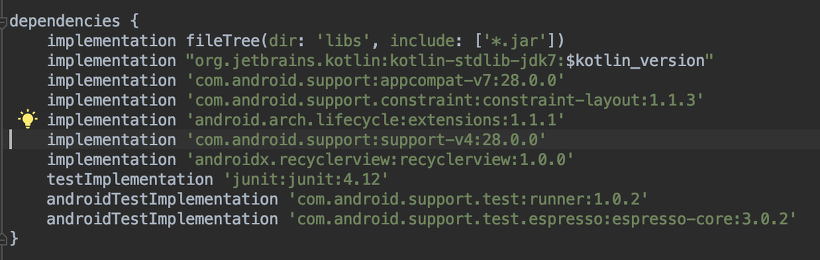 dependencies {
implementation fileTree(dir: 'libs', include: ['*.jar'])
implementation "org.jetbrains.kotlin:kotlin-stdlib-jdk7:$kotlin_version"
implementation 'com.android.support:appcompat-v7:28.0.0'
implementation 'com.android.support.constraint:constraint-layout:1.1.3'
implementation 'android.arch.lifecycle:extensions:1.1.1'
implementation 'com.android.support:support-v4:28.0.0'
implementation 'androidx.recyclerview:recyclerview:1.0.0'
testImplementation 'junit:junit:4.12'
androidTestImplementation 'com.android.support.test:runner:1.0.2'
androidTestImplementation 'com.android.support.test.espresso:espresso-core:3.0.2'
}